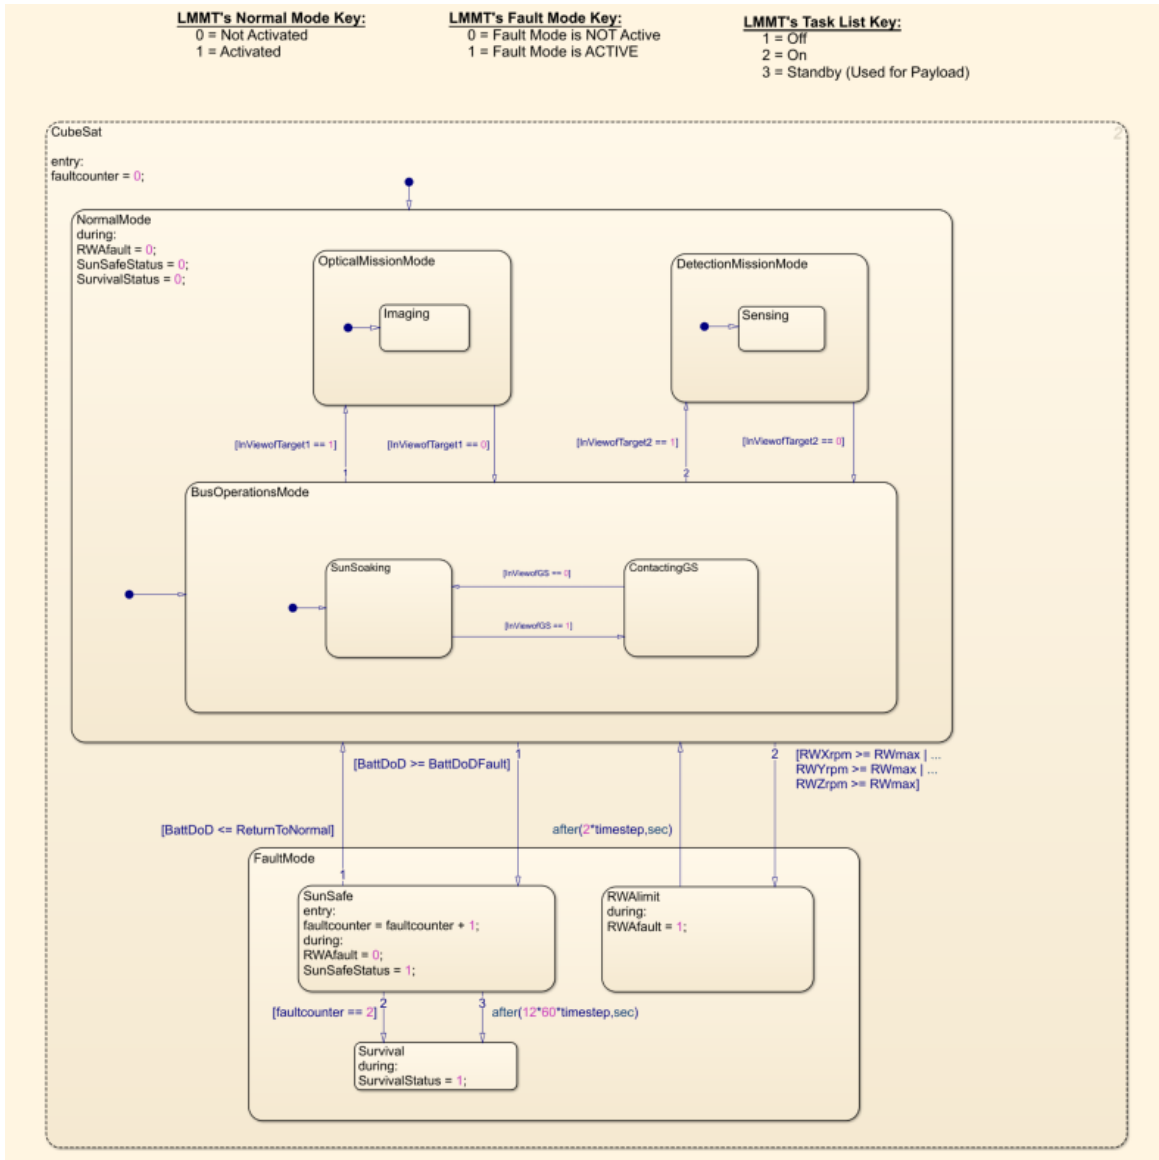 LMMT's Normal Mode Key:
0 = Not Activated
1 = Activated
LMMT's Fault Mode Key:
0 = Fault Mode is NOT Active
1 = Fault Mode is ACTIVE
LMMT's Task List Key:
1 = Off
2 = On
3 = Standby (Used for Payload)
CubeSat
2
entry:
faultcounter = 0;
NormalMode
during:
RWAfault = 0;
SunSafeStatus = 0;
SurvivalStatus = 0;
OpticalMissionMode
Imaging
DetectionMissionMode
Sensing
[InViewofTarget1 == 1]
[InViewofTarget1 == 0]
[InViewofTarget2 == 1]
[InViewofTarget2 == 0]
1
2
BusOperationsMode
SunSoaking
[InViewofGS == 0]
ContactingGS
[InViewofGS == 1]
1
[BattDoD >= BattDoDFault]
2
[RWXrpm >= RWmax | ...
RWYrpm >= RWmax | ...
RWZrpm >= RWmax]
[BattDoD <= ReturnToNormal]
after(2*timestep,sec)
FaultMode
1
SunSafe
entry:
faultcounter = faultcounter + 1;
during:
RWAfault = 0;
SunSafeStatus = 1;
RWAlimit
during:
RWAfault = 1;
[faultcounter == 2]
2
3
after(12*60*timestep,sec)
Survival
during:
SurvivalStatus = 1;